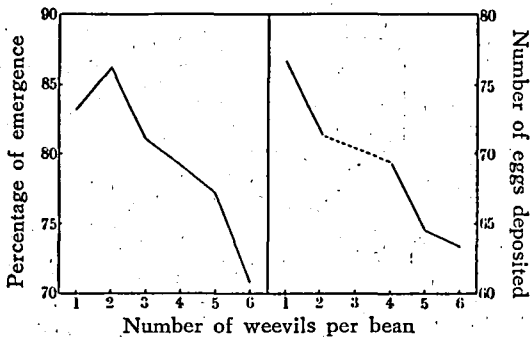 Percentage of emergence
90
85
80
75
70
1 2 3 4 5 6
80
75
70
65
60
1 2 3 4 5 6
Number of eggs deposited
Number of weevils per bean